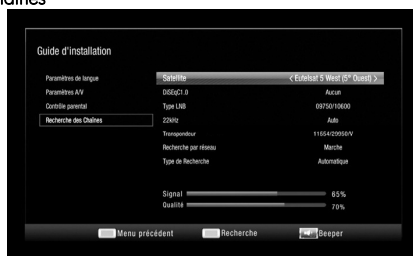 Guide d'installation
Paramètres de langue
Paramètres A/V
Contrôle parental
Recherche des Chaînes
Satellite < Eutelsat 5 West (5° Ouest) >
DiSEqC1.0 Aucun
Type LNB 09750/10600
22kHz Auto
Transpondeur 11554/29950/V
Recherche par réseau Marche
Type de Recherche Automatique
Signal 65%
Qualité 70%
Menu précédent Recherche Beeper